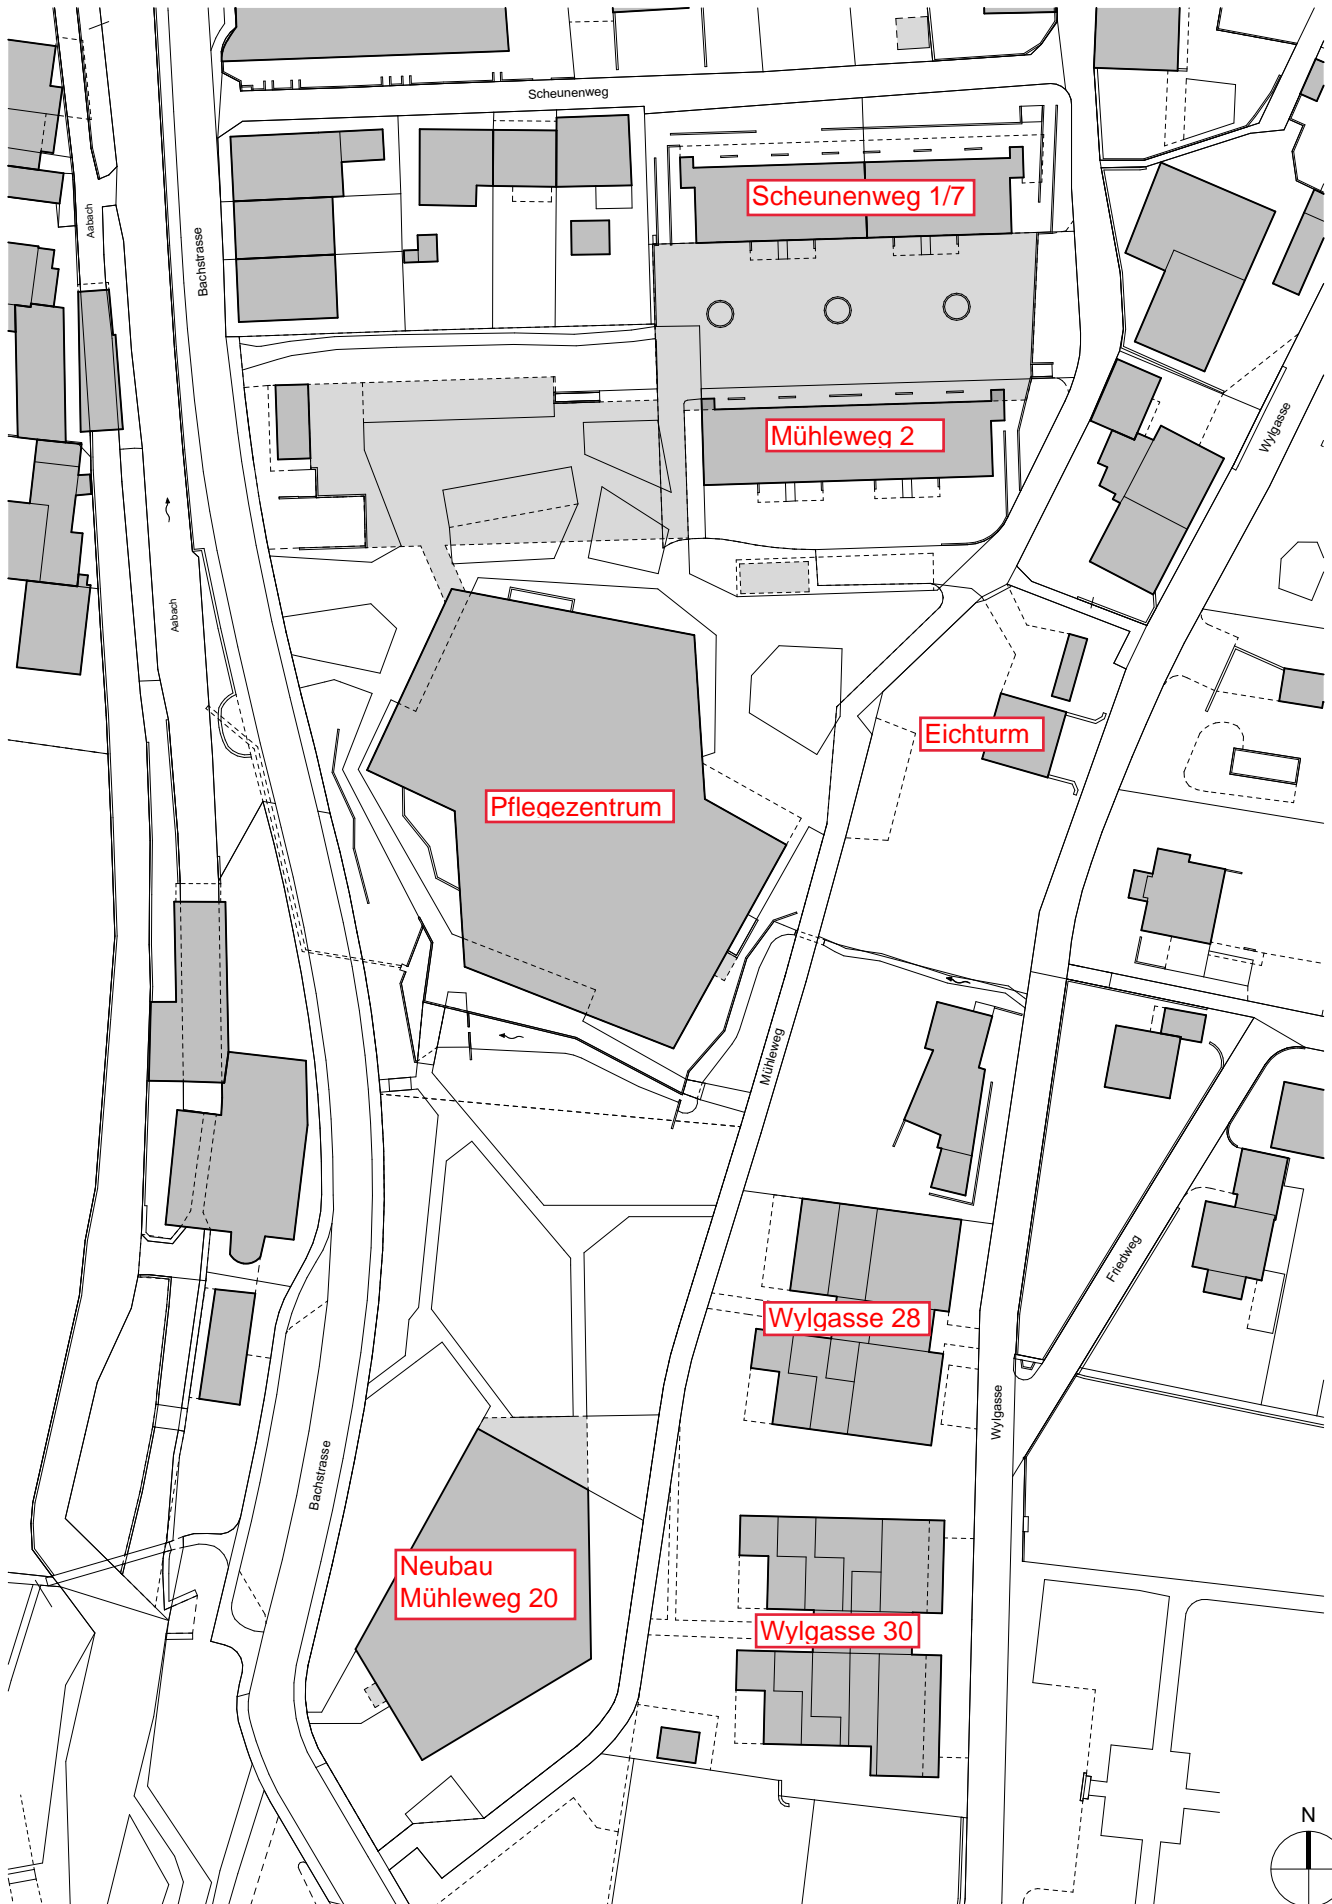 Scheunenweg
Scheunenweg 1/7
Aabach
Bachstrasse
Mühleweg 2
Wylgasse
Aabach
Eichturm
Pflegezentrum
Mühleweg
Friedweg
Wylgasse 28
Wylgasse
Bachstrasse
Neubau
Mühleweg 20
Wylgasse 30
N